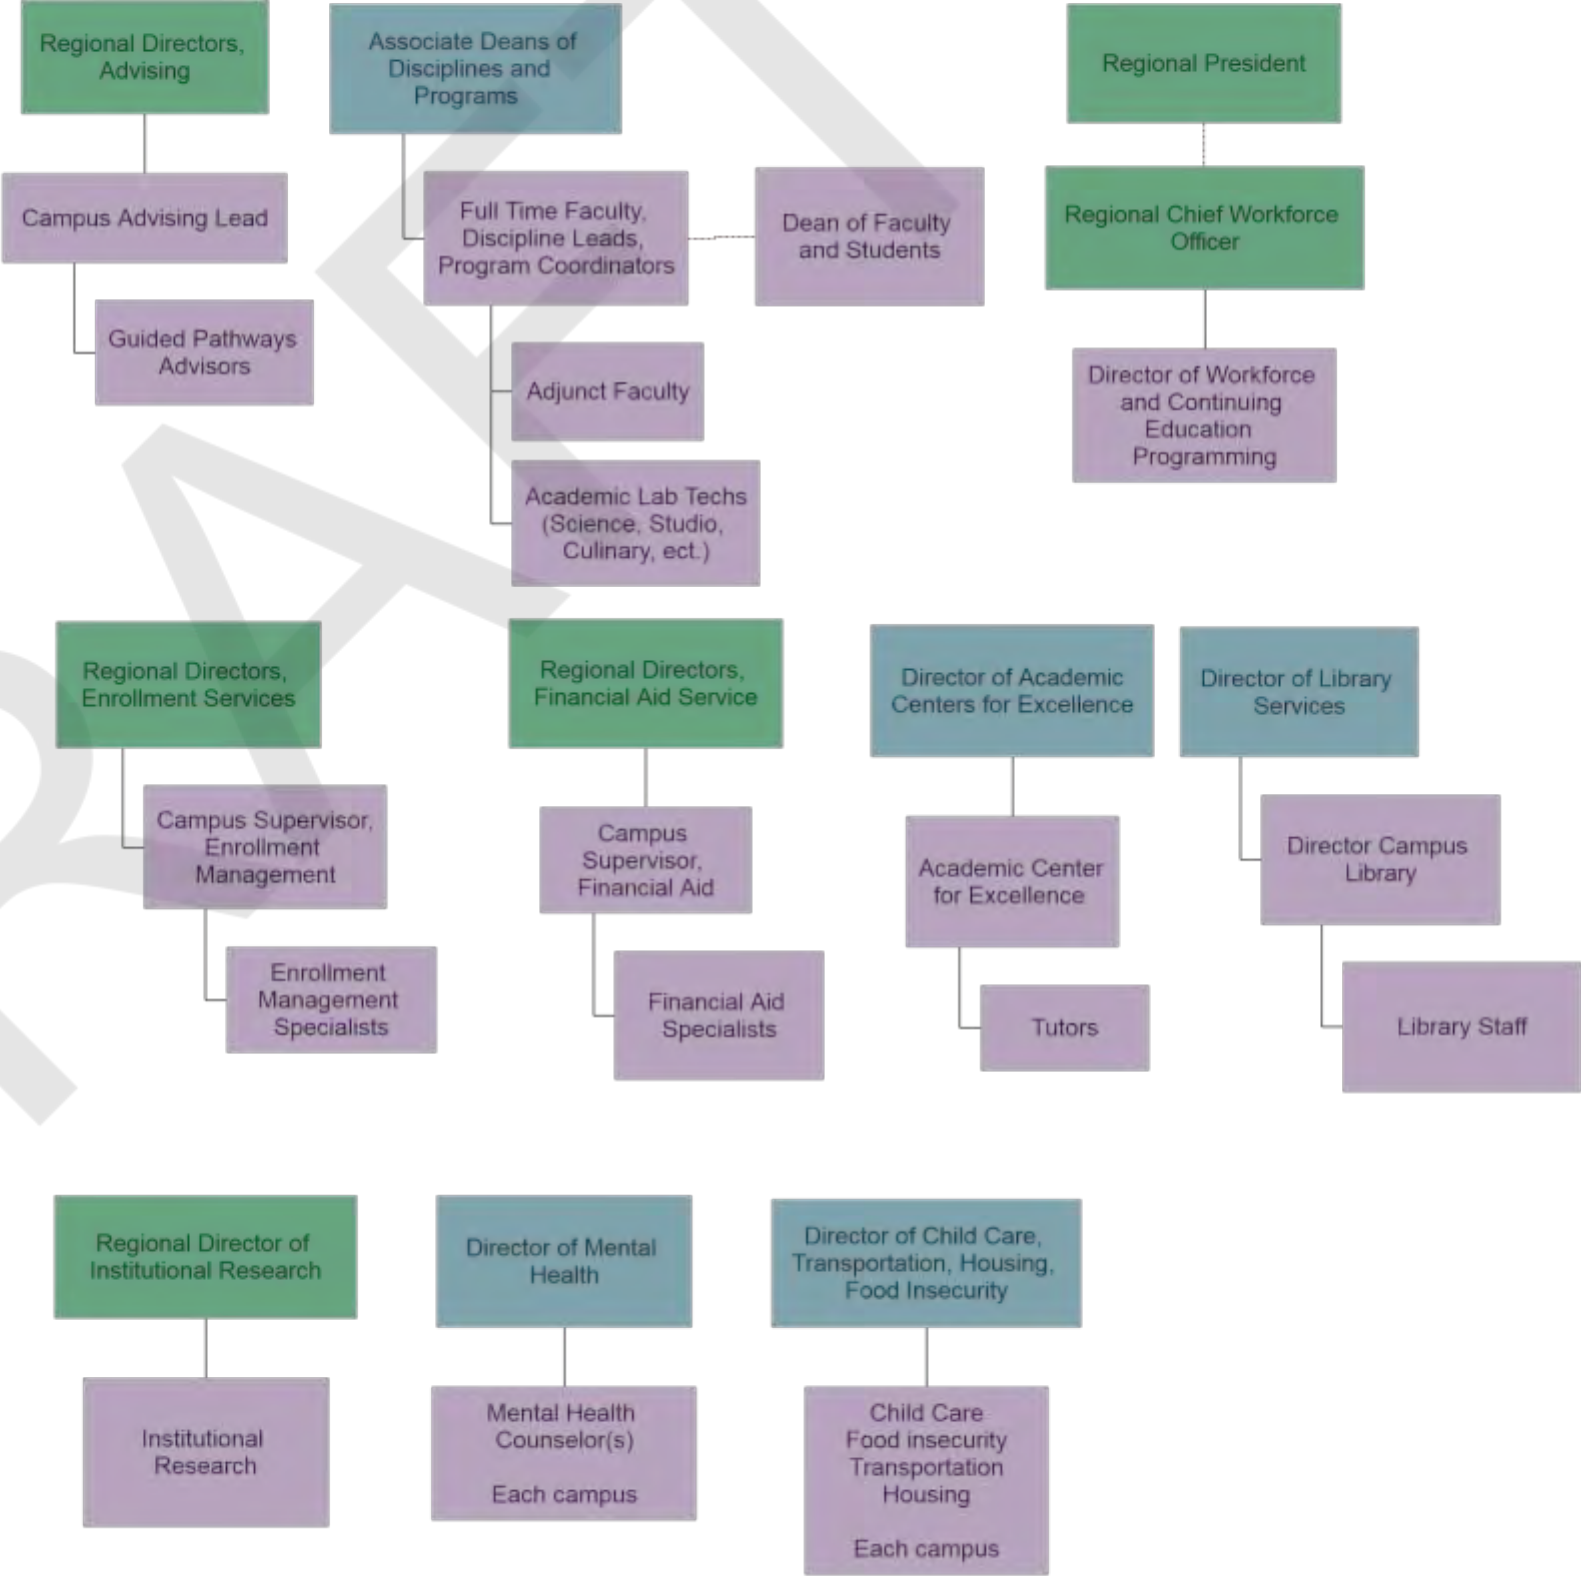 Regional Directors,
Advising
Campus Advising Lead
Guided Pathways
Advisors
Associate Deans of
Disciplines and
Programs
Full Time Faculty,
Discipline Leads,
Program Coordinators
Dean of Faculty
and Students
Adjunct Faculty
Academic Lab Techs
(Science, Studio,
Culinary, ect.)
Regional President
Regional Chief Workforce
Officer
Director of Workforce
and Continuing
Education
Programming
Regional Directors,
Enrollment Services
Campus Supervisor,
Enrollment
Management
Enrollment
Management
Specialists
Regional Directors,
Financial Aid Service
Campus
Supervisor,
Financial Aid
Financial Aid
Specialists
Director of Academic
Centers for Excellence
Academic Center
for Excellence
Tutors
Director of Library
Services
Director Campus
Library
Library Staff
Regional Director of
Institutional Research
Institutional
Research
Director of Mental
Health
Mental Health
Counselor(s)
Each campus
Director of Child Care,
Transportation, Housing,
Food Insecurity
Child Care
Food insecurity
Transportation
Housing
Each campus
RAFT